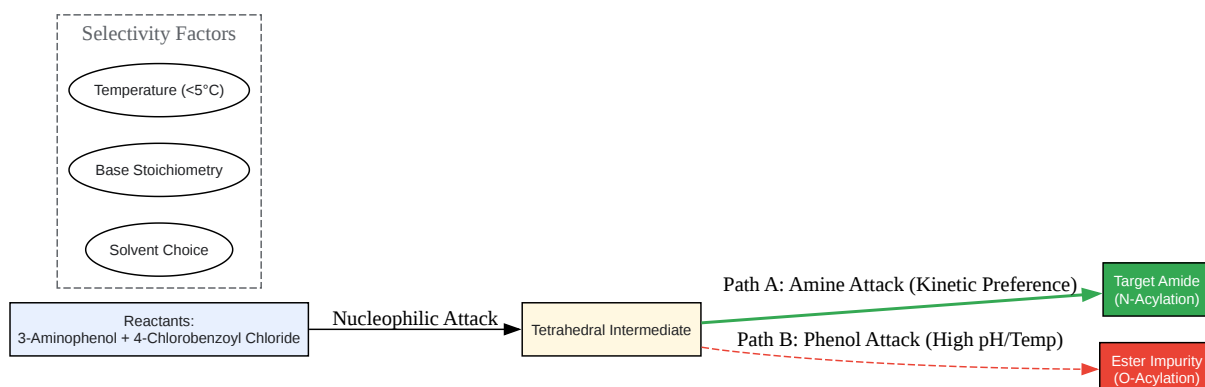 Selectivity Factors
Temperature (<5°C)
Base Stoichiometry
Solvent Choice
Reactants:
3-Aminophenol + 4-Chlorobenzoyl Chloride
Nucleophilic Attack
Tetrahedral Intermediate
Path A: Amine Attack (Kinetic Preference)
Target Amide
(N-Acylation)
Path B: Phenol Attack (High pH/Temp)
Ester Impurity
(O-Acylation)